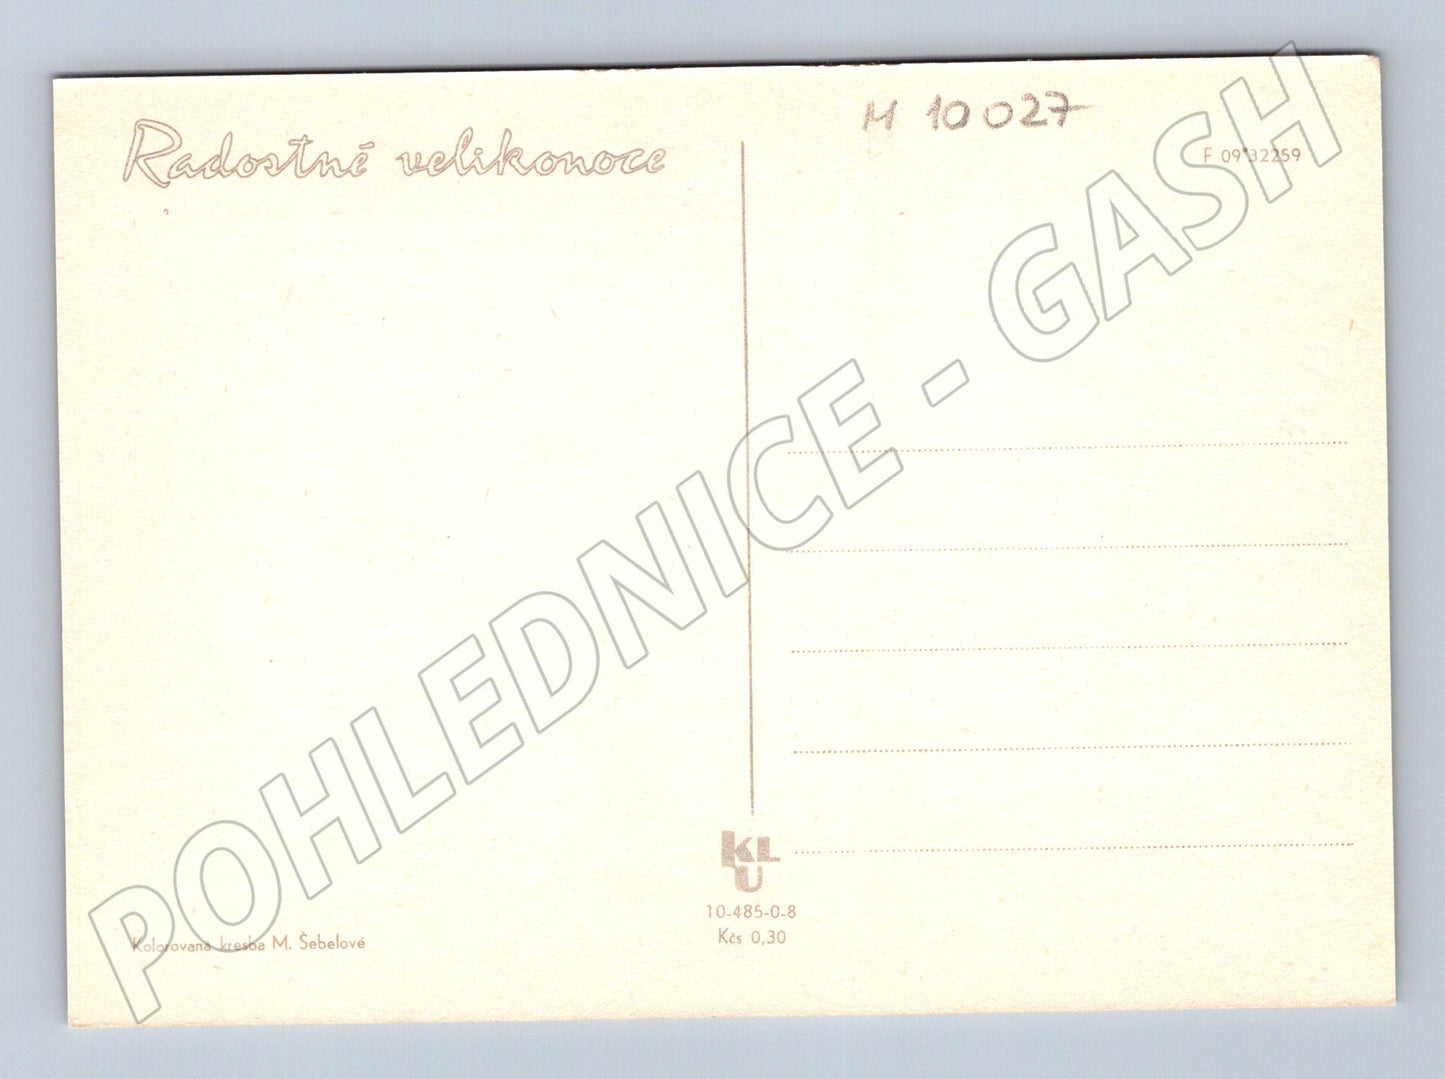 Radostné velikonoce
M 10027
F 09*32259
KLU
10-485-0-8
Kčs 0,30
Kolorovaná kresba M. Šebelové
POHLEDNICE - GASH